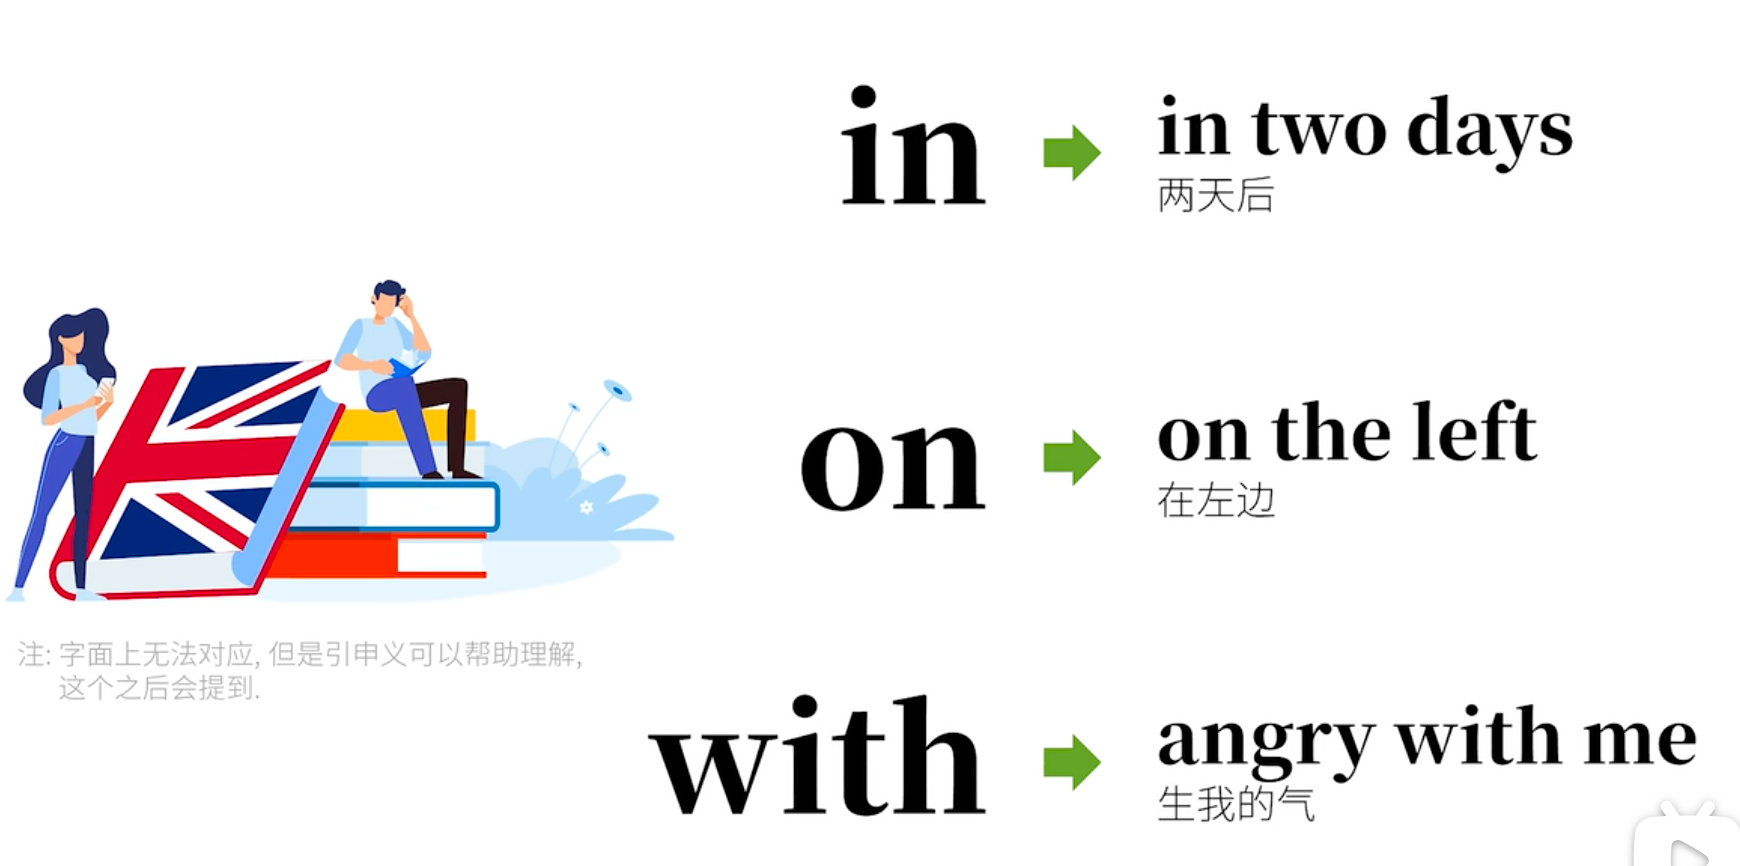 in
in two days
两天后
on
on the left
在左边
注: 字面上无法对应, 但是引申义可以帮助理解,
这个之后会提到.
with
angry with me
生我的气